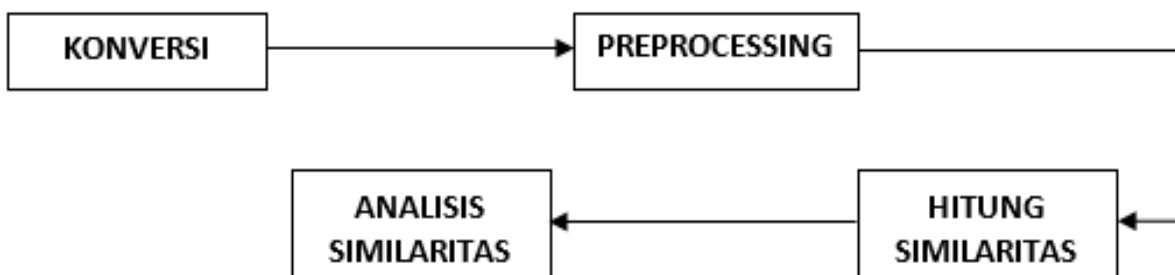 KONVERSI
PREPROCESSING
HITUNG
SIMILARITAS
ANALISIS
SIMILARITAS